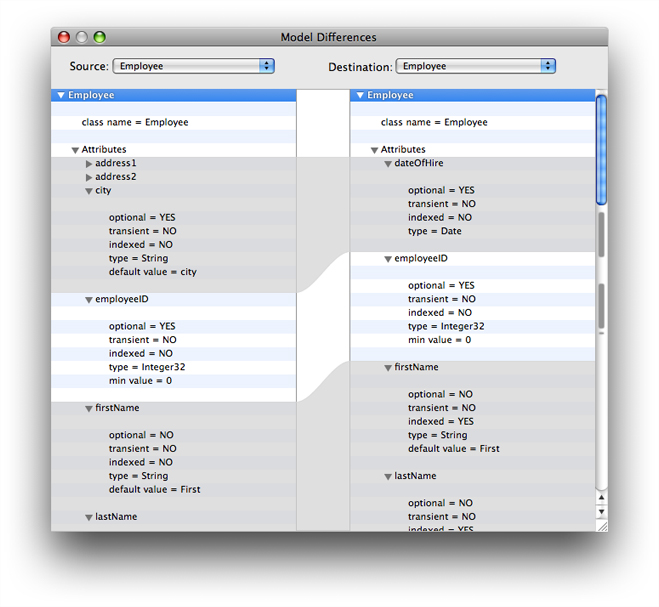 Model Differences
Source: Employee
Destination: Employee
Employee
class name = Employee
Attributes
address1
address2
city
optional = YES
transient = NO
indexed = NO
type = String
default value = city
employeeID
optional = YES
transient = NO
indexed = NO
type = Integer32
min value = 0
firstName
optional = NO
transient = NO
indexed = NO
type = String
default value = First
lastName
Employee
class name = Employee
Attributes
dateOfHire
optional = YES
transient = NO
indexed = NO
type = Date
employeeID
optional = YES
transient = NO
indexed = NO
type = Integer32
min value = 0
firstName
optional = NO
transient = NO
indexed = YES
type = String
default value = First
lastName
optional = NO
transient = NO
indexed = YES